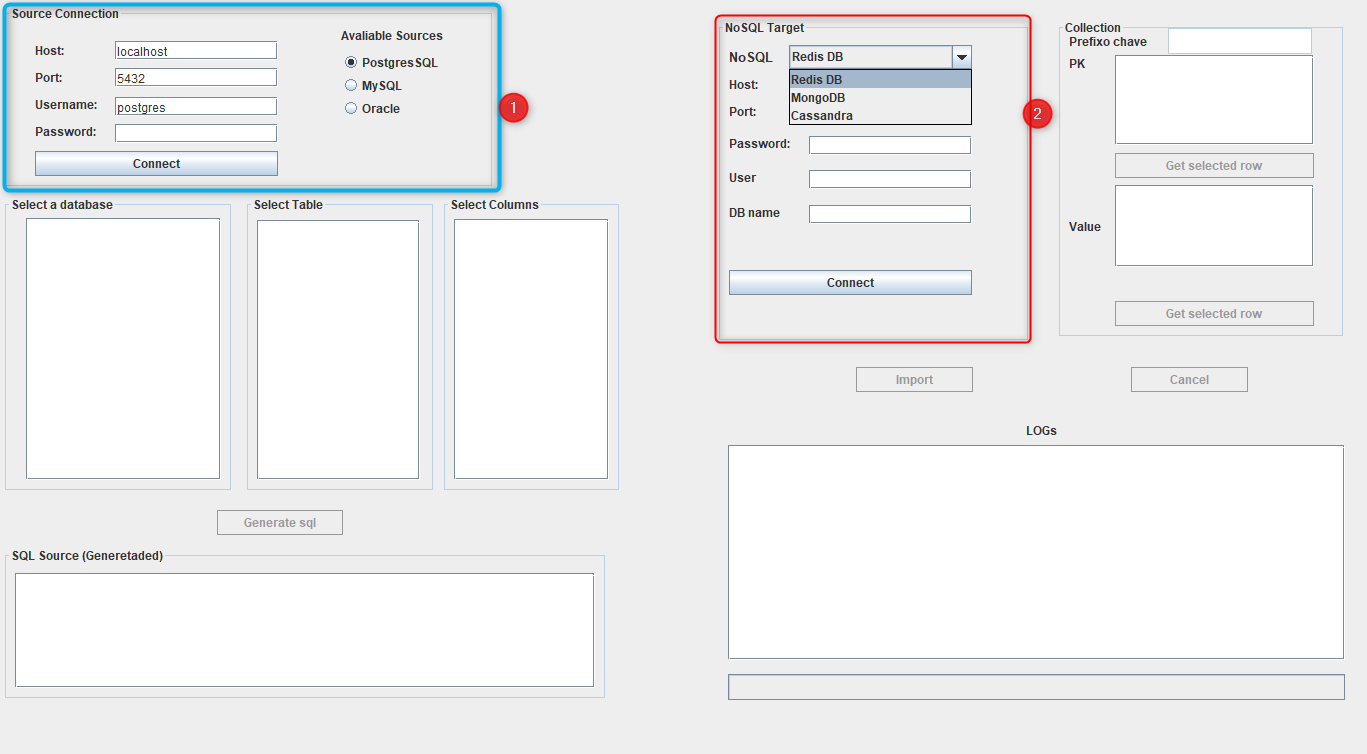 Source Connection
Avaliable Sources
Host:
localhost
PostgresSQL
Port:
5432
MySQL
Username:
postgres
Oracle
Password:
Connect
1
Select a database
Select Table
Select Columns
Generate sql
SQL Source (Generetaded)
NoSQL Target
NoSQL
Redis DB
Redis DB
MongoDB
Cassandra
Host:
Port:
Password:
User
DB name
Connect
2
Collection
Prefixo chave
PK
Get selected row
Value
Get selected row
Import
Cancel
LOGs